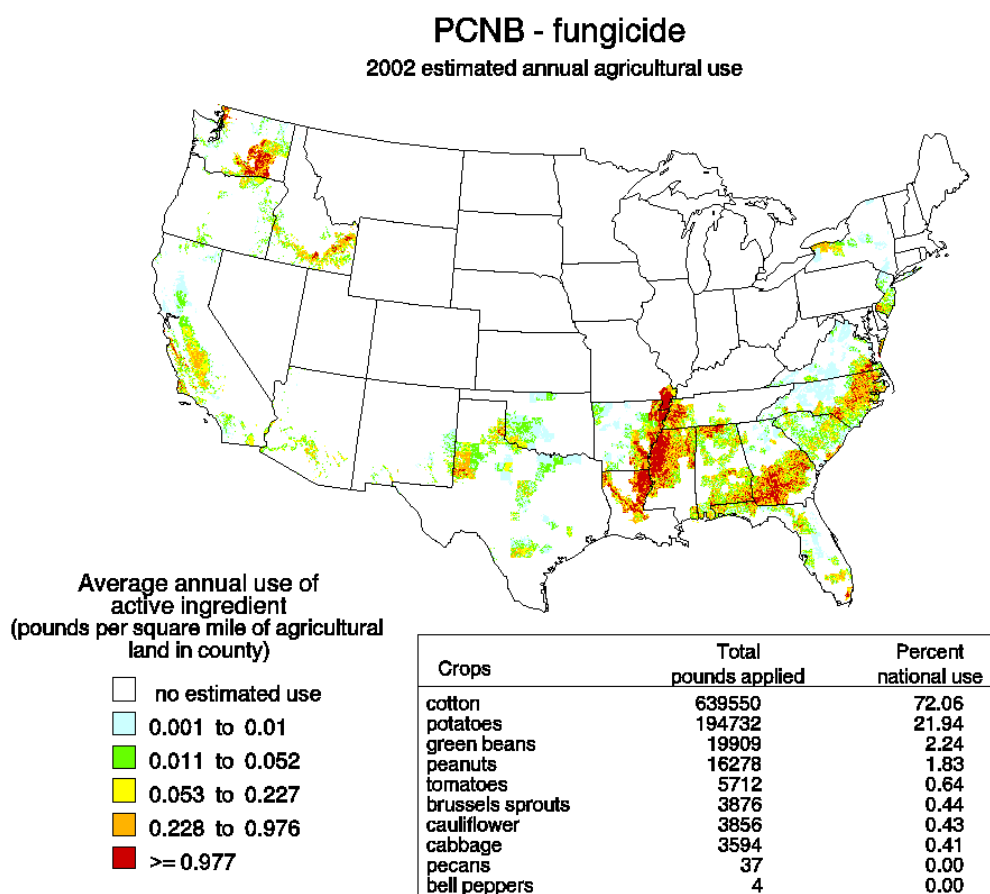 PCNB - fungicide
2002 estimated annual agricultural use
Average annual use of
active ingredient
(pounds per square mile of agricultural
land in county)
no estimated use
0.001 to 0.01
0.011 to 0.052
0.053 to 0.227
0.228 to 0.976
>= 0.977
Crops Total pounds applied Percent national use
cotton 639550 72.06
potatoes 194732 21.94
green beans 19909 2.24
peanuts 16278 1.83
tomatoes 5712 0.64
brussels sprouts 3876 0.44
cauliflower 3856 0.43
cabbage 3594 0.41
pecans 37 0.00
bell peppers 4 0.00